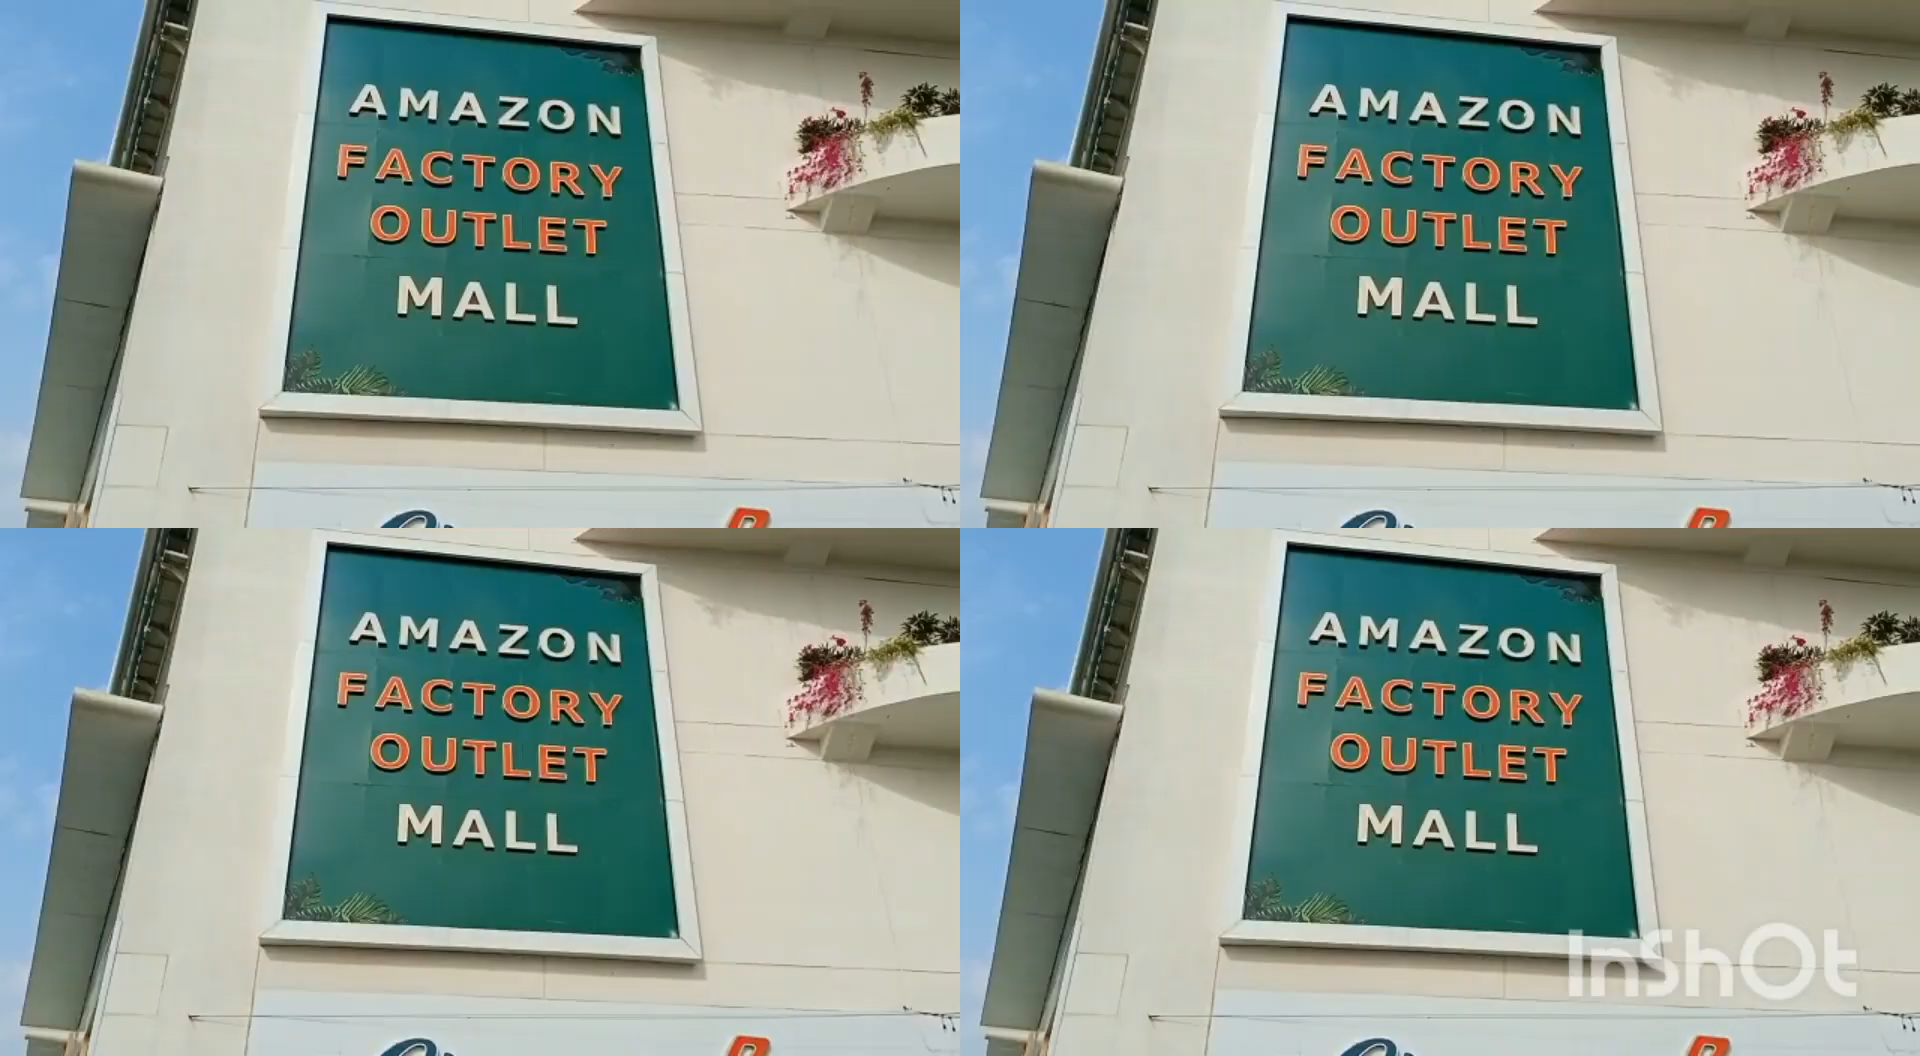 AMAZON
FACTORY
OUTLET
MALL
AMAZON
FACTORY
OUTLET
MALL
AMAZON
FACTORY
OUTLET
MALL
AMAZON
FACTORY
OUTLET
MALL
InShOt